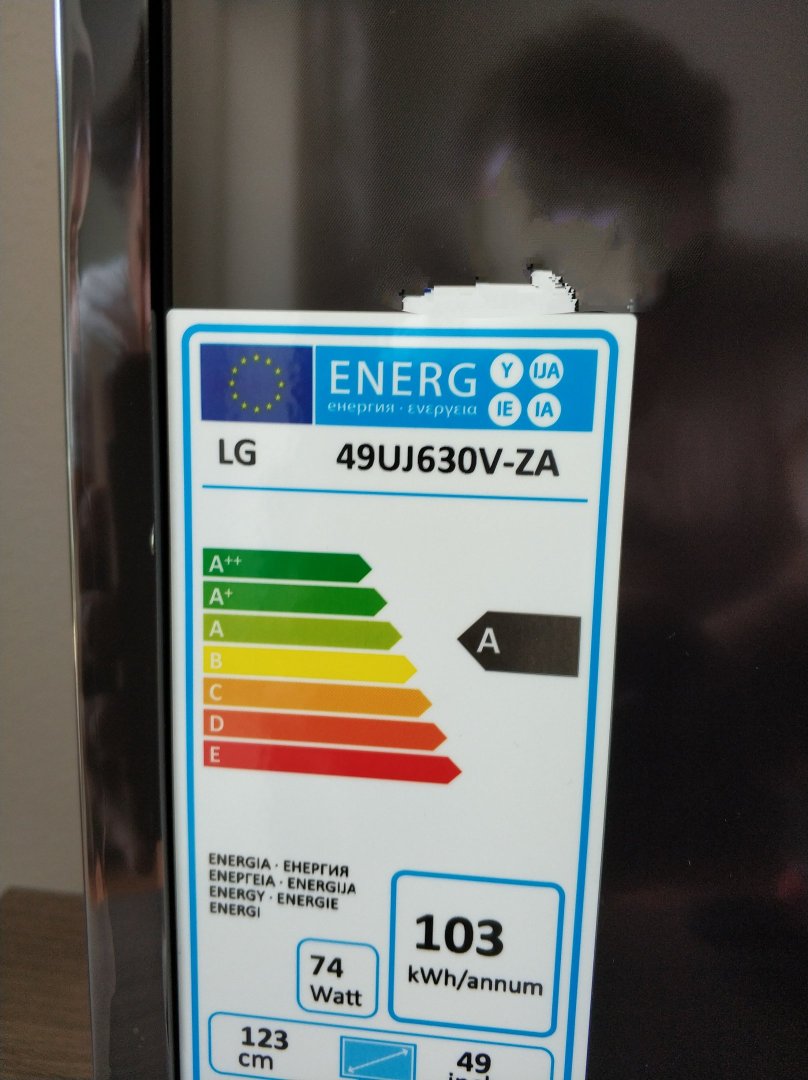 ENERG Y IJA
енергия · ενεργεια IE IA
LG 49UJ630V-ZA
A++
A+
A
A
B
C
D
E
ENERGIA · ЕНЕРГИЯ
ΕΝΕΡΓΕΙΑ · ENERGIJA
ENERGY · ENERGIE
ENERGI
103
kWh/annum
74
Watt
123
cm
49